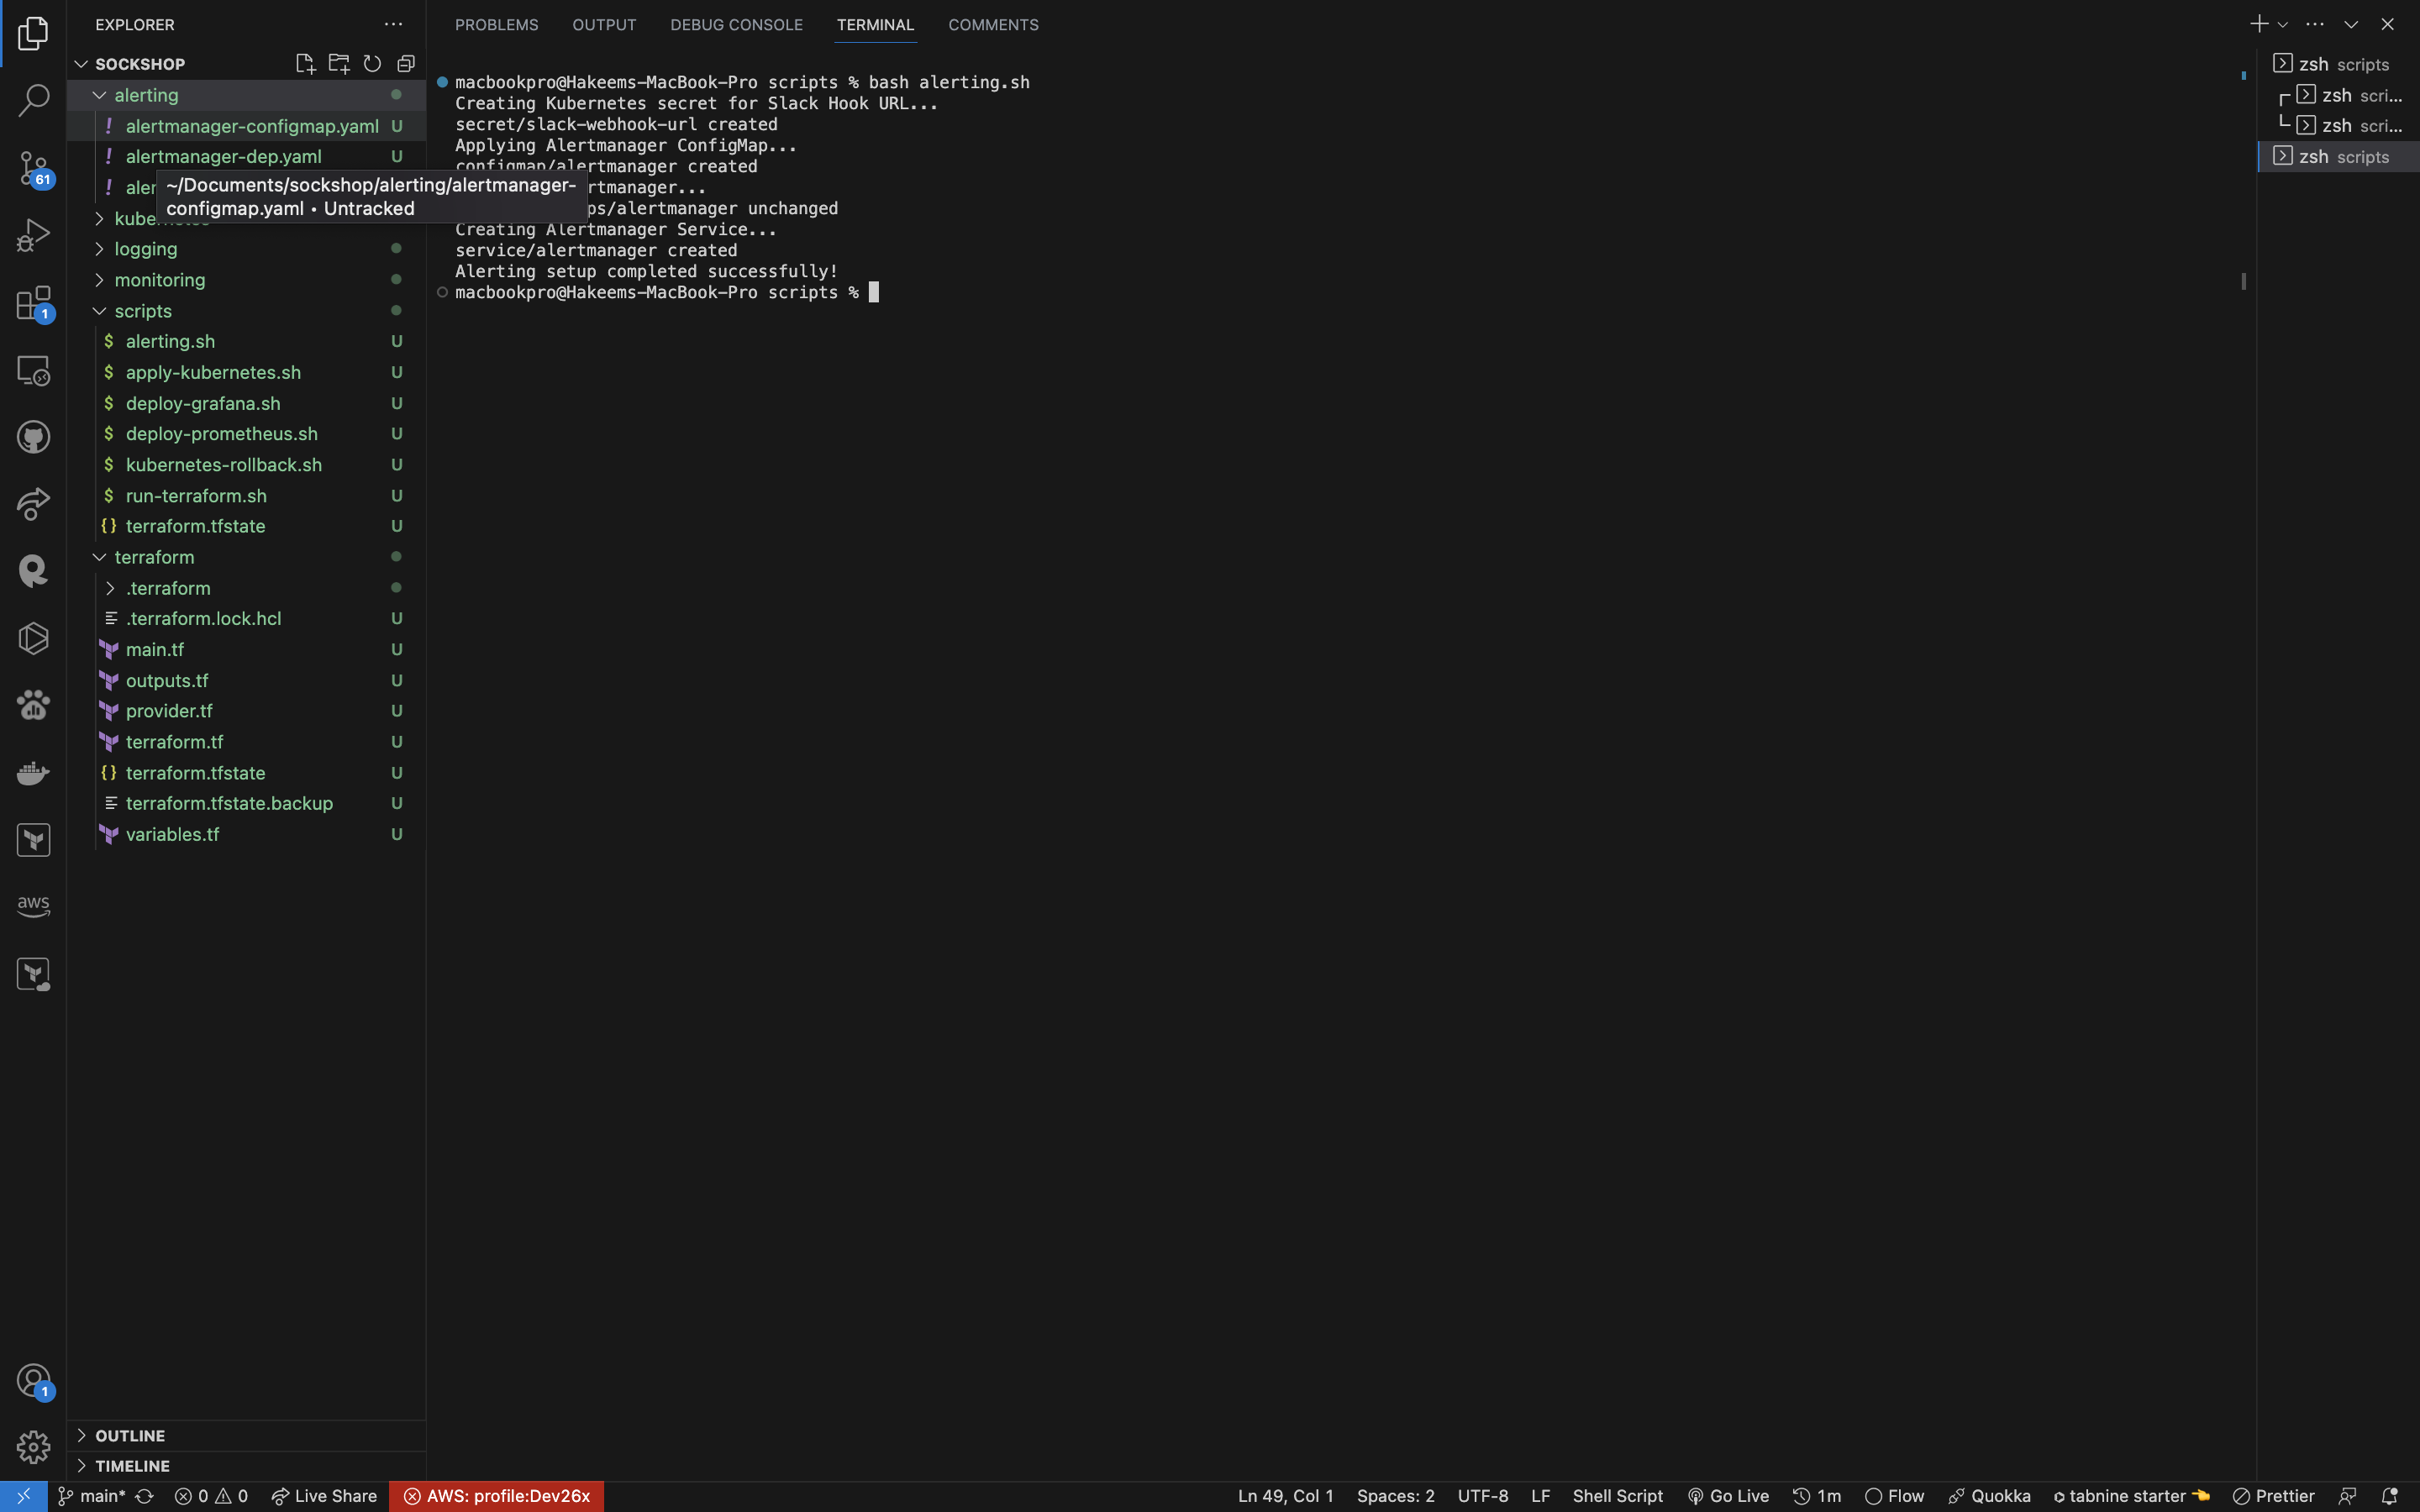 EXPLORER
SOCKSHOP
alerting
alertmanager-configmap.yaml U
alertmanager-dep.yaml U
aler
~/Documents/sockshop/alerting/alertmanager-
configmap.yaml • Untracked
kubernetes
logging
monitoring
scripts
alerting.sh U
apply-kubernetes.sh U
deploy-grafana.sh U
deploy-prometheus.sh U
kubernetes-rollback.sh U
run-terraform.sh U
terraform.tfstate U
terraform
.terraform
.terraform.lock.hcl U
main.tf U
outputs.tf U
provider.tf U
terraform.tf U
terraform.tfstate U
terraform.tfstate.backup U
variables.tf U
OUTLINE
TIMELINE
61
1
aws
1
PROBLEMS OUTPUT DEBUG CONSOLE TERMINAL COMMENTS
macbookpro@Hakeems-MacBook-Pro scripts % bash alerting.sh
Creating Kubernetes secret for Slack Hook URL...
secret/slack-webhook-url created
Applying Alertmanager ConfigMap...
configmap/alertmanager created
rtmanager...
ps/alertmanager unchanged
Creating Alertmanager Service...
service/alertmanager created
Alerting setup completed successfully!
macbookpro@Hakeems-MacBook-Pro scripts %
zsh scripts
zsh scri...
zsh scri...
zsh scripts
main* 0 0 Live Share AWS: profile:Dev26x Ln 49, Col 1 Spaces: 2 UTF-8 LF Shell Script Go Live 1m Flow Quokka tabnine starter Prettier